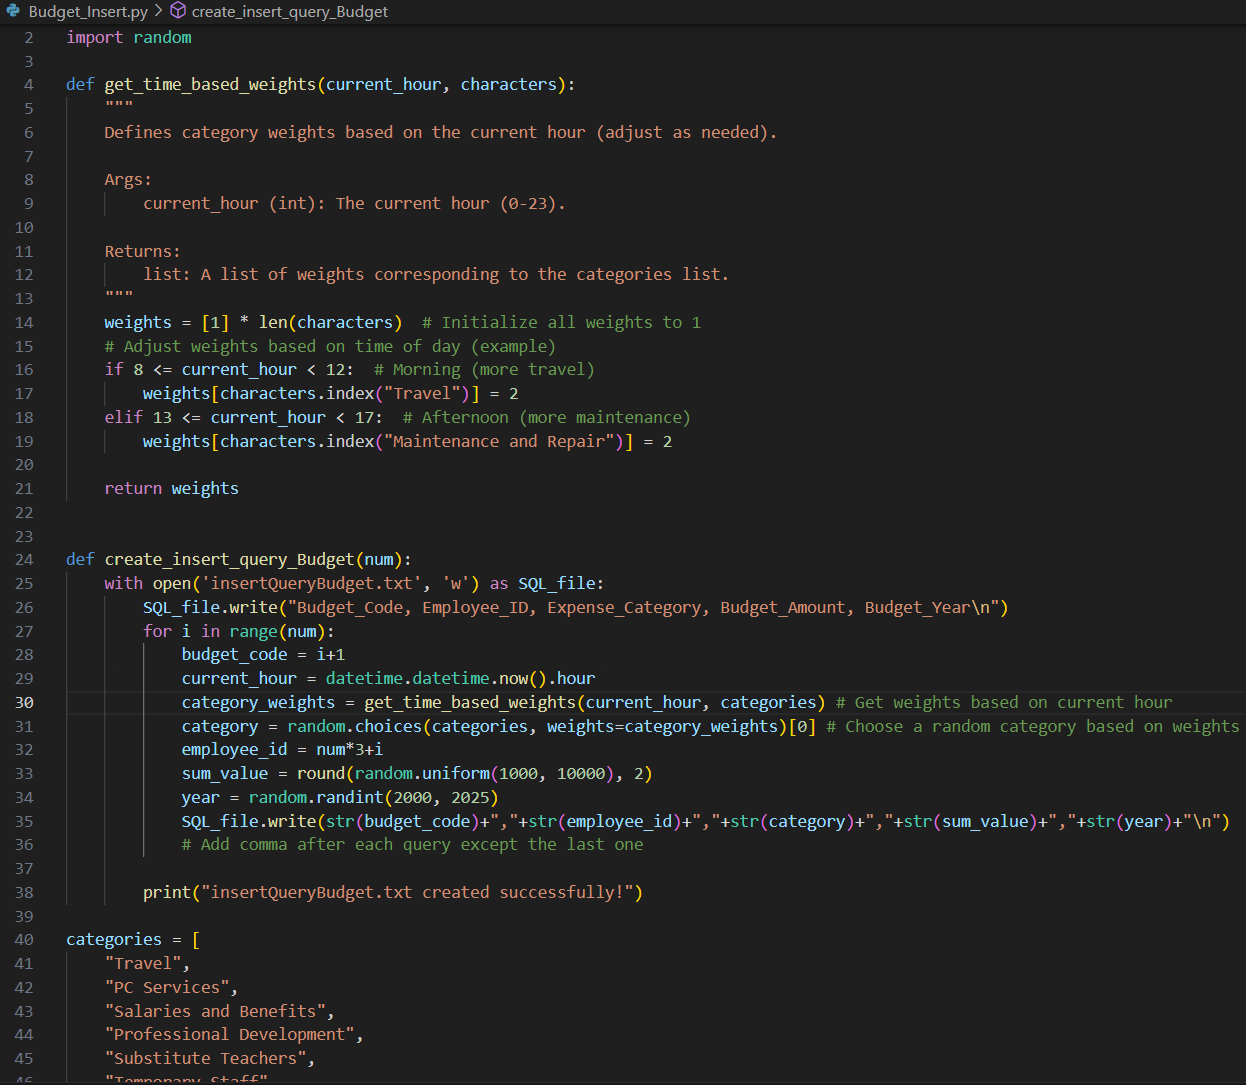 Budget_Insert.py > create_insert_query_Budget
2 import random
3
4 def get_time_based_weights(current_hour, characters):
5 """
6 Defines category weights based on the current hour (adjust as needed).
7
8 Args:
9 current_hour (int): The current hour (0-23).
10
11 Returns:
12 list: A list of weights corresponding to the categories list.
13 """
14 weights = [1] * len(characters)  # Initialize all weights to 1
15 # Adjust weights based on time of day (example)
16 if 8 <= current_hour < 12:  # Morning (more travel)
17 weights[characters.index("Travel")] = 2
18 elif 13 <= current_hour < 17:  # Afternoon (more maintenance)
19 weights[characters.index("Maintenance and Repair")] = 2
20
21 return weights
22
23
24 def create_insert_query_Budget(num):
25 with open('insertQueryBudget.txt', 'w') as SQL_file:
26 SQL_file.write("Budget_Code, Employee_ID, Expense_Category, Budget_Amount, Budget_Year\n")
27 for i in range(num):
28 budget_code = i+1
29 current_hour = datetime.datetime.now().hour
30 category_weights = get_time_based_weights(current_hour, categories) # Get weights based on current hour
31 category = random.choices(categories, weights=category_weights)[0] # Choose a random category based on weights
32 employee_id = num*3+i
33 sum_value = round(random.uniform(1000, 10000), 2)
34 year = random.randint(2000, 2025)
35 SQL_file.write(str(budget_code)+","+str(employee_id)+","+str(category)+","+str(sum_value)+","+str(year)+"\n")
36 # Add comma after each query except the last one
37
38 print("insertQueryBudget.txt created successfully!")
39
40 categories = [
41 "Travel",
42 "PC Services",
43 "Salaries and Benefits",
44 "Professional Development",
45 "Substitute Teachers",
46 "Temporary Staff"